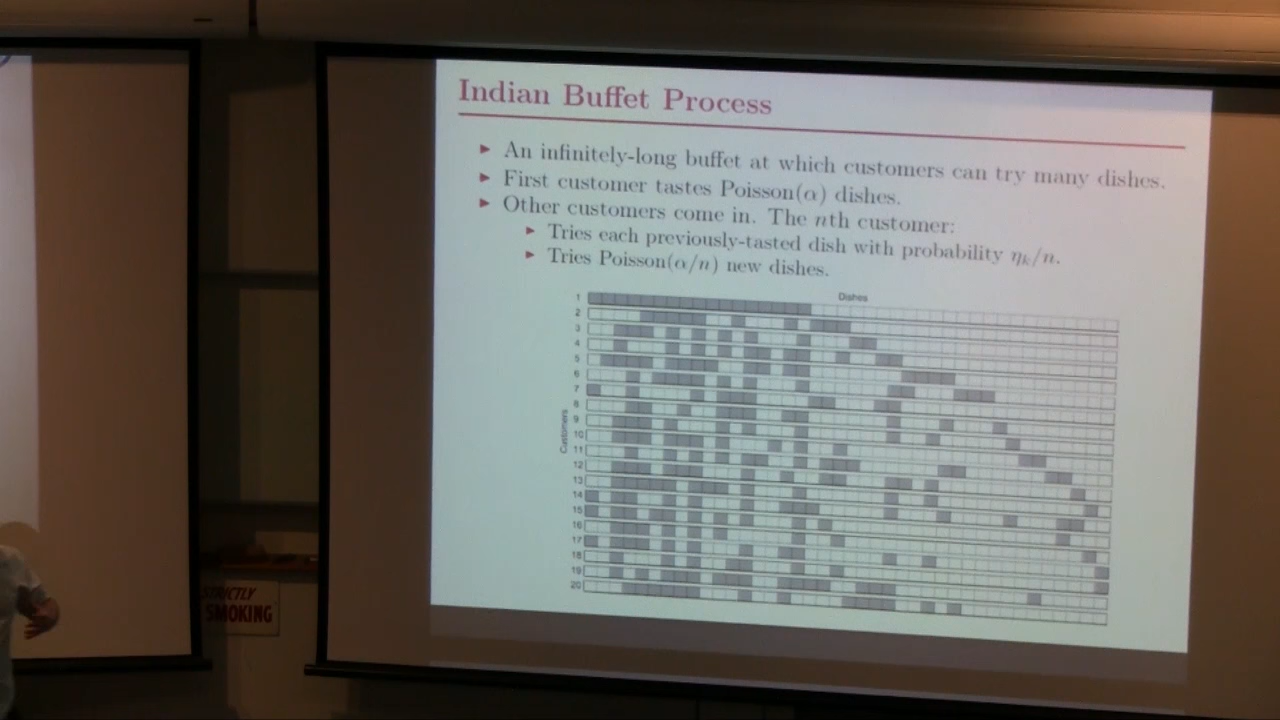 Indian Buffet Process
▶ An infinitely-long buffet at which customers can try many dishes.
▶ First customer tastes Poisson(α) dishes.
▶ Other customers come in. The nth customer:
▶ Tries each previously-tasted dish with probability ηk/n.
▶ Tries Poisson(α/n) new dishes.
Dishes
Customers
1
2
3
4
5
6
7
8
9
10
11
12
13
14
15
16
17
18
19
20
STRICTLY
SMOKING